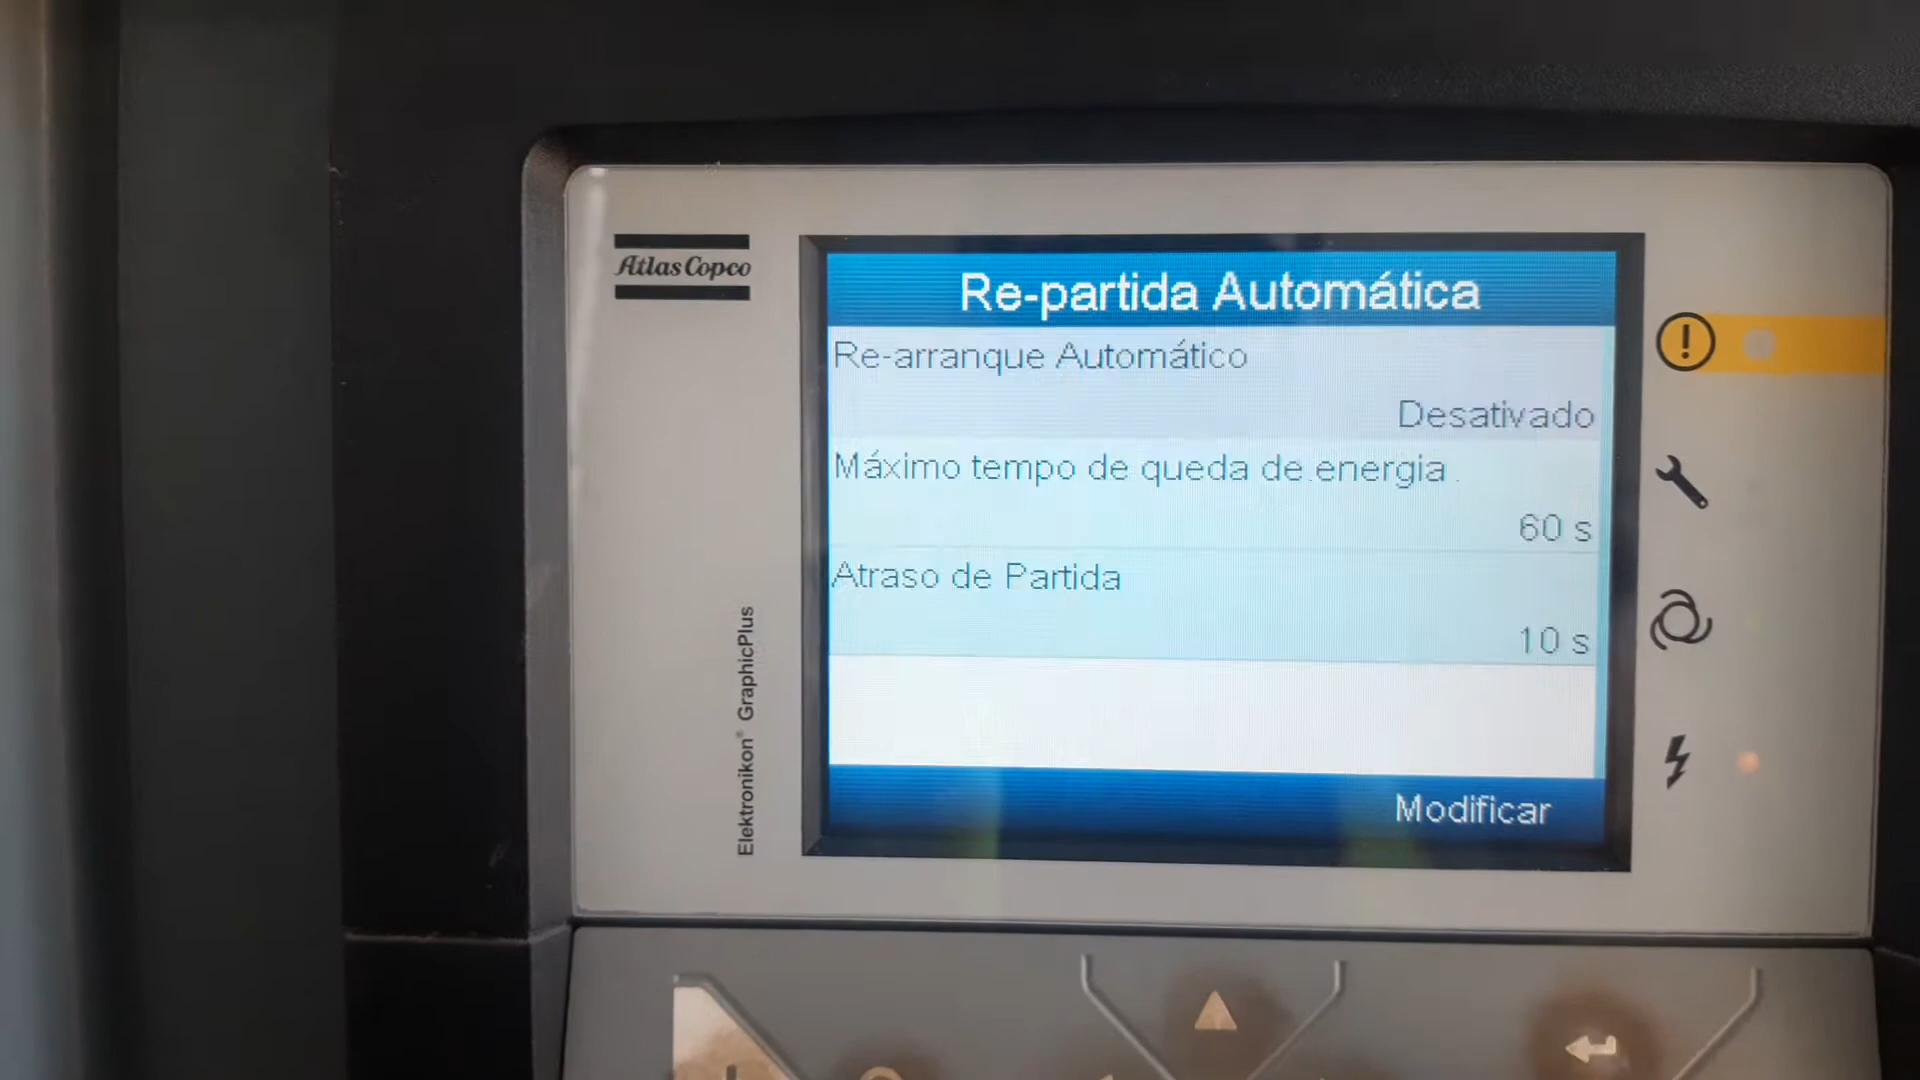 Atlas Copco
Re-partida Automática
Re-arranque Automático
Desativado
Máximo tempo de queda de energia .
60 s
Atraso de Partida
10 s
Modificar
Elektronikon® GraphicPlus